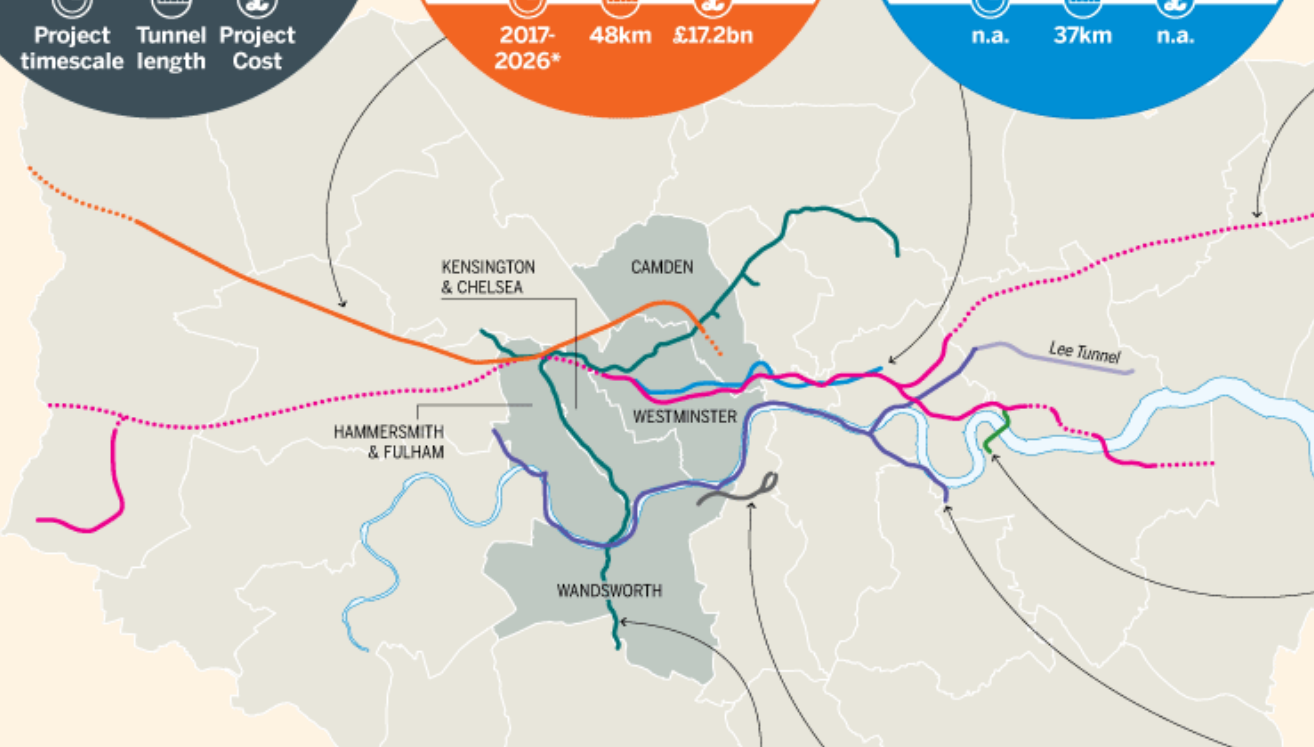 Project
timescale
Tunnel
length
Project
Cost
2017-
2026*
48km
£17.2bn
n.a.
37km
n.a.
KENSINGTON
& CHELSEA
CAMDEN
Lee Tunnel
WESTMINSTER
HAMMERSMITH
& FULHAM
WANDSWORTH